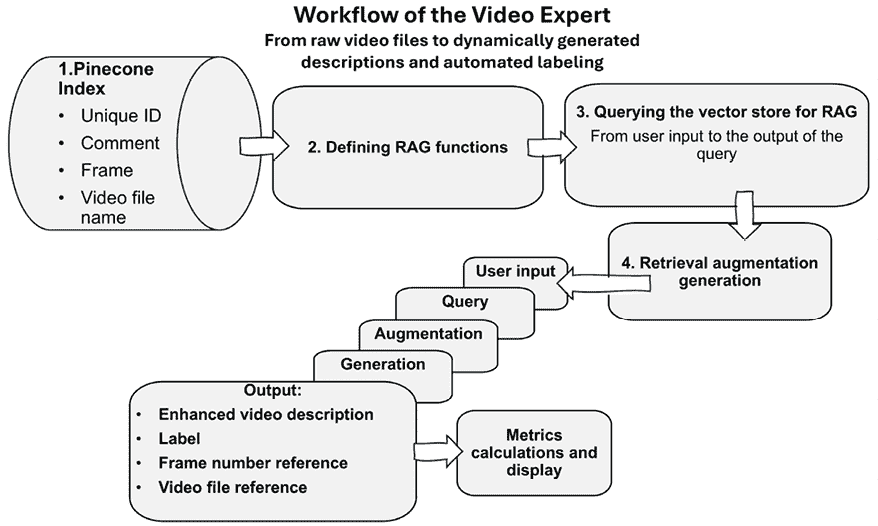 Workflow of the Video Expert
From raw video files to dynamically generated
descriptions and automated labeling
1.Pinecone
Index
• Unique ID
• Comment
• Frame
• Video file
name
2. Defining RAG functions
3. Querying the vector store for RAG
From user input to the output of the
query
4. Retrieval augmentation
generation
User input
Query
Augmentation
Generation
Output:
• Enhanced video description
• Label
• Frame number reference
• Video file reference
Metrics
calculations and
display